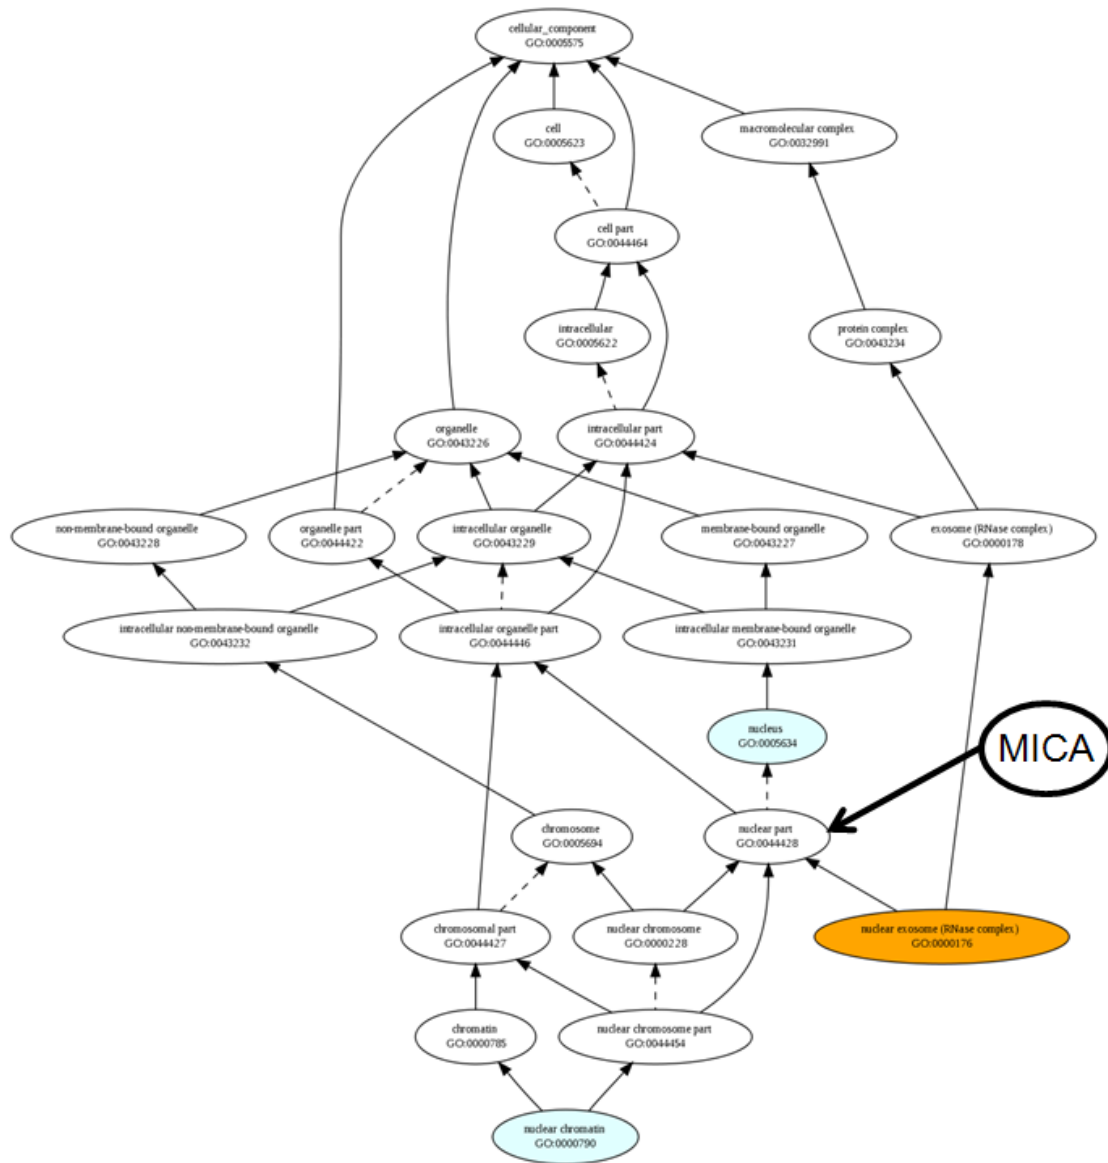 cellular_component
GO:0005575
cell
GO:0005623
macromolecular complex
GO:0032991
cell part
GO:0044464
intracellular
GO:0005622
protein complex
GO:0043234
organelle
GO:0043226
intracellular part
GO:0044424
non-membrane-bound organelle
GO:0043228
organelle part
GO:0044422
intracellular organelle
GO:0043229
membrane-bound organelle
GO:0043227
exosome (RNase complex)
GO:0000178
intracellular non-membrane-bound organelle
GO:0043232
intracellular organelle part
GO:0044446
intracellular membrane-bound organelle
GO:0043231
nucleus
GO:0005634
MICA
chromosome
GO:0005694
nuclear part
GO:0044428
chromosomal part
GO:0044427
nuclear chromosome
GO:0000228
nuclear exosome (RNase complex)
GO:0000176
chromatin
GO:0000785
nuclear chromosome part
GO:0044454
nuclear chromatin
GO:0000790